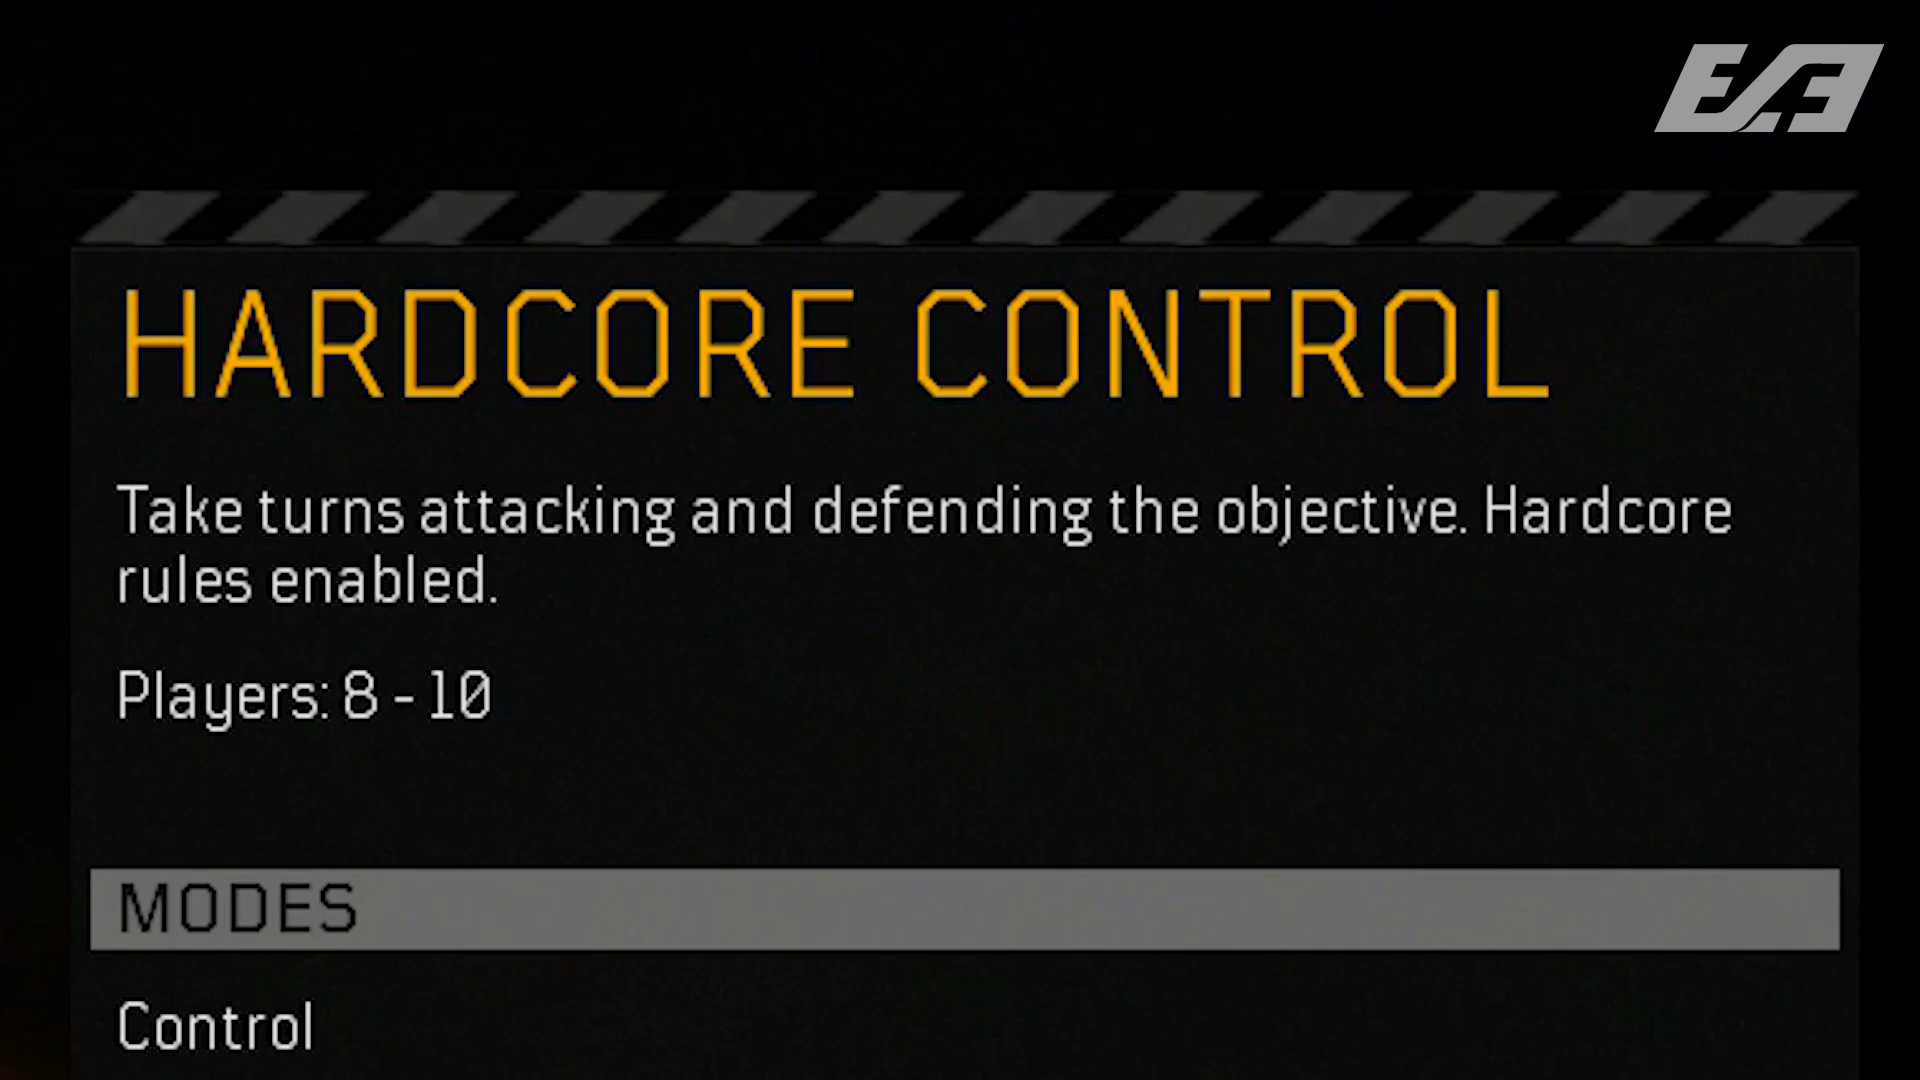 HARDCORE CONTROL
Take turns attacking and defending the objective. Hardcore
rules enabled.
Players: 8 - 10
MODES
Control